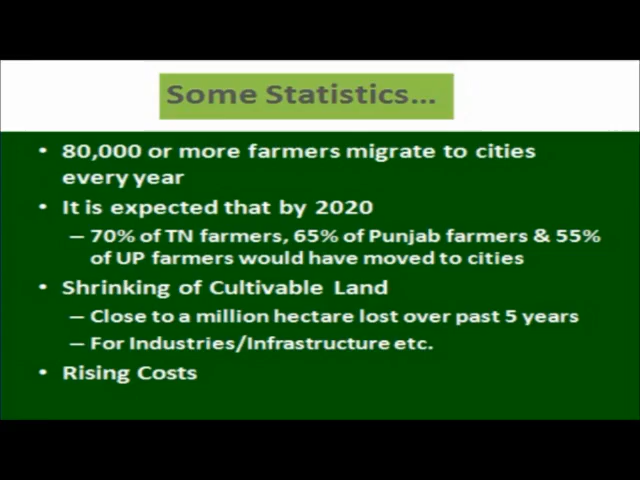 Some Statistics...
• 80,000 or more farmers migrate to cities
every year
• It is expected that by 2020
– 70% of TN farmers, 65% of Punjab farmers & 55%
of UP farmers would have moved to cities
• Shrinking of Cultivable Land
– Close to a million hectare lost over past 5 years
– For Industries/Infrastructure etc.
• Rising Costs